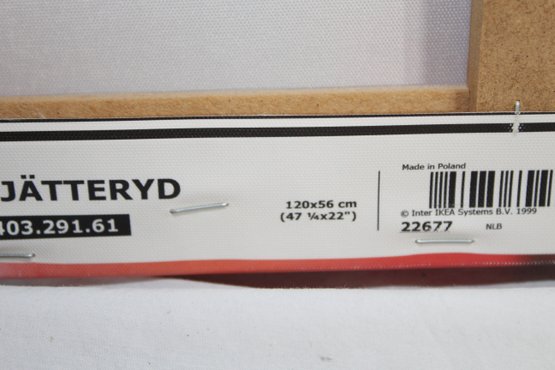 JÄTTERYD
403.291.61
120x56 cm
(47 ¼x22")
Made in Poland
© Inter IKEA Systems B.V. 1999
22677 NLB